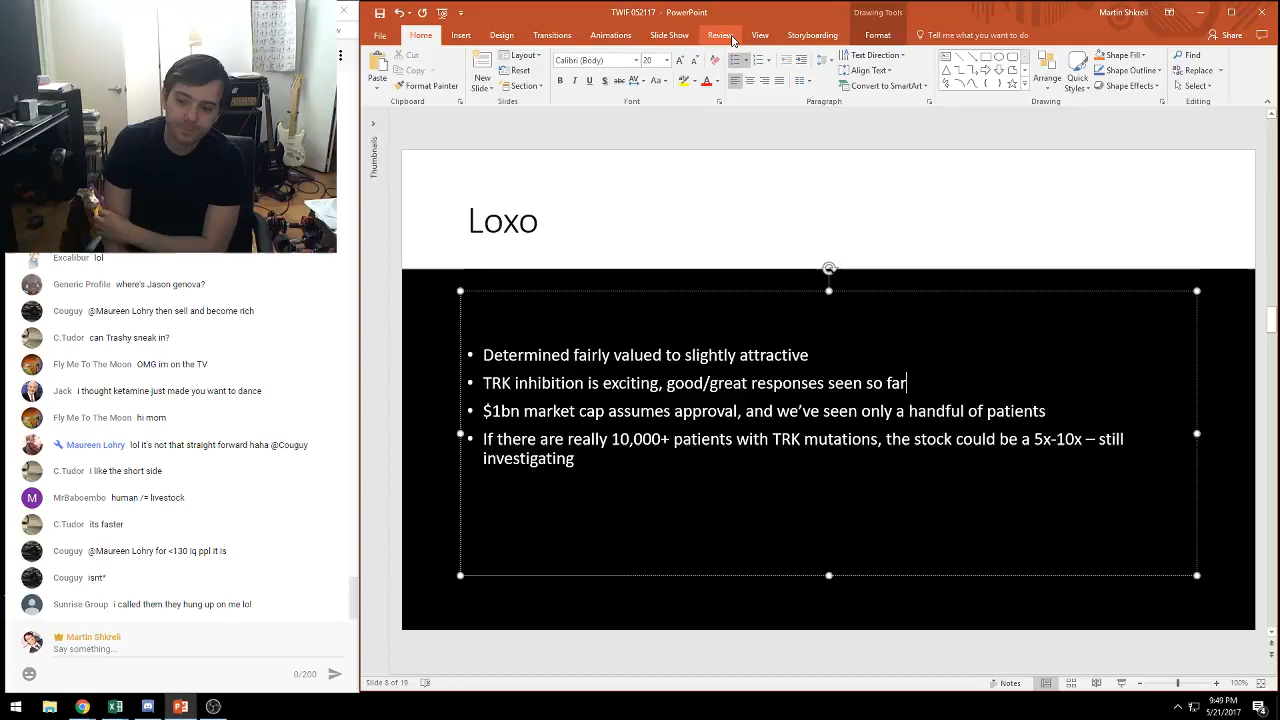 TWIF 052117 - PowerPoint
Drawing Tools
Martin Shkreli
File
Home
Insert
Design
Transitions
Animations
Slide Show
Review
View
Storyboarding
Format
Tell me what you want to do
Share
Paste
Cut
Copy
Format Painter
Clipboard
New
Slide
Layout
Reset
Section
Slides
Calibri (Body)
20
B I U S abc AV Aa A
Font
Text Direction
Align Text
Convert to SmartArt
Paragraph
Arrange
Quick
Styles
Shape Fill
Shape Outline
Shape Effects
Drawing
Find
Replace
Select
Editing
Thumbnails
Loxo
• Determined fairly valued to slightly attractive
• TRK inhibition is exciting, good/great responses seen so far
• $1bn market cap assumes approval, and we've seen only a handful of patients
• If there are really 10,000+ patients with TRK mutations, the stock could be a 5x-10x – still
investigating
Excalibur lol
Generic Profile where's Jason genova?
Couguy @Maureen Lohry then sell and become rich
C.Tudor can Trashy sneak in?
Fly Me To The Moon OMG im on the TV
Jack i thought ketamine just made you want to dance
Fly Me To The Moon hi mom
Maureen Lohry lol it's not that straight forward haha @Couguy
C.Tudor I like the short side
M
MrBaboembo human /= livestock
C.Tudor its faster
Couguy @Maureen Lohry for <130 iq ppl it is
Couguy isnt*
Sunrise Group i called them they hung up on me lol
Martin Shkreli
Say something...
0/200
Slide 8 of 19
Notes
100%
9:49 PM
5/21/2017